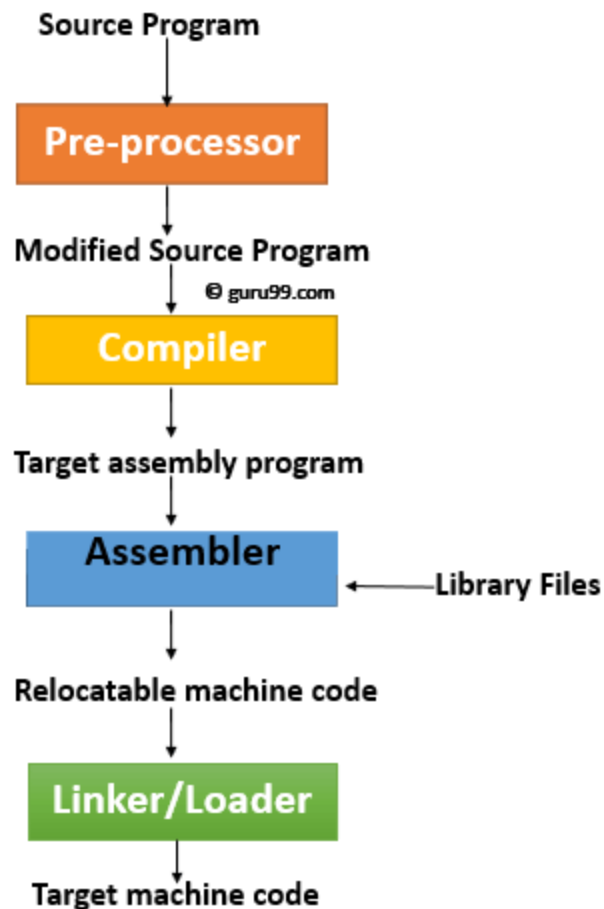 Source Program
Pre-processor
Modified Source Program
© guru99.com
Compiler
Target assembly program
Assembler
Library Files
Relocatable machine code
Linker/Loader
Target machine code